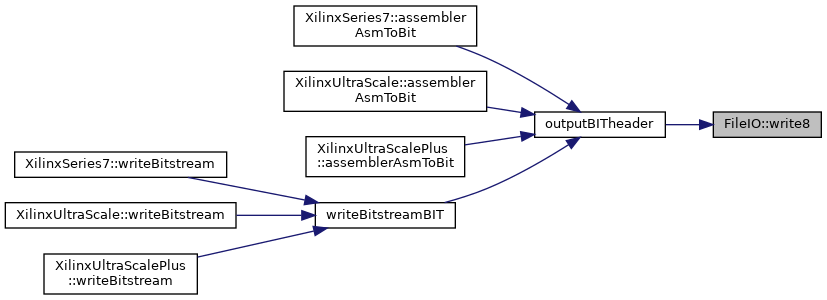 XilinxSeries7::assembler
AsmToBit
XilinxUltraScale::assembler
AsmToBit
outputBITheader
FileIO::write8
XilinxUltraScalePlus
::assemblerAsmToBit
XilinxSeries7::writeBitstream
XilinxUltraScale::writeBitstream
writeBitstreamBIT
XilinxUltraScalePlus
::writeBitstream